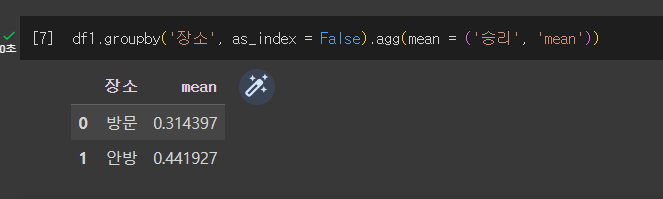 [7] df1.groupby('장소', as_index = False).agg(mean = ('승리', 'mean'))
0초
장소 mean
0 방문 0.314397
1 안방 0.441927